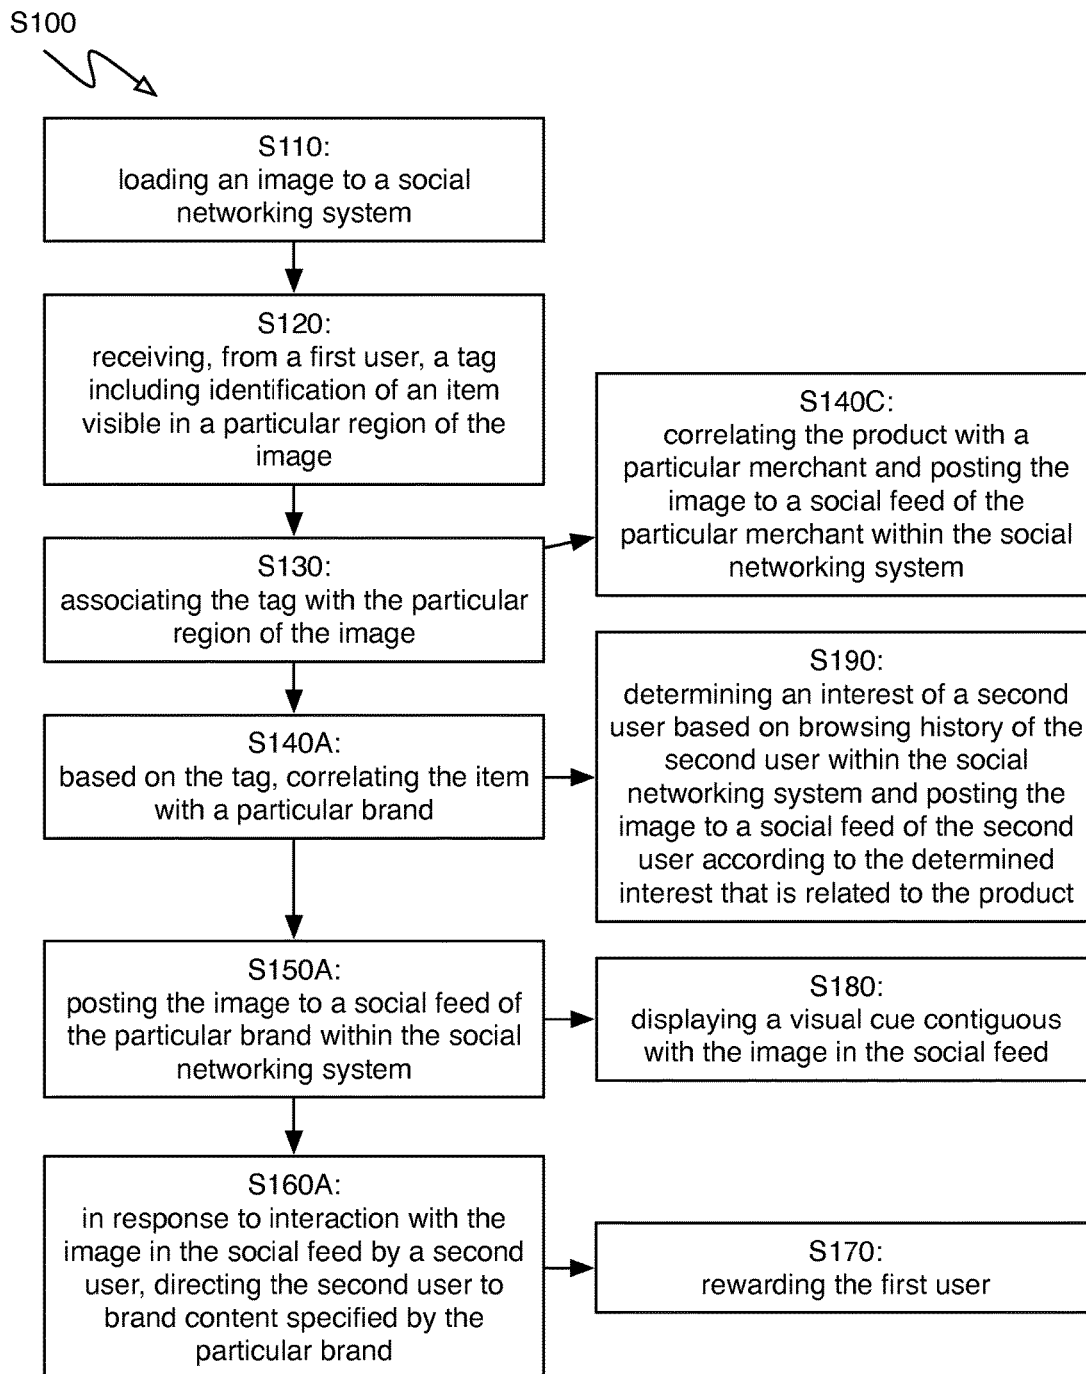 S100
S110:
loading an image to a social
networking system
S120:
receiving, from a first user, a tag
including identification of an item
visible in a particular region of the
image
S140C:
correlating the product with a
particular merchant and posting the
image to a social feed of the
particular merchant within the social
networking system
S130:
associating the tag with the particular
region of the image
S190:
determining an interest of a second
user based on browsing history of the
second user within the social
networking system and posting the
image to a social feed of the second
user according to the determined
interest that is related to the product
S140A:
based on the tag, correlating the item
with a particular brand
S150A:
posting the image to a social feed of
the particular brand within the social
networking system
S180:
displaying a visual cue contiguous
with the image in the social feed
S160A:
in response to interaction with the
image in the social feed by a second
user, directing the second user to
brand content specified by the
particular brand
S170:
rewarding the first user